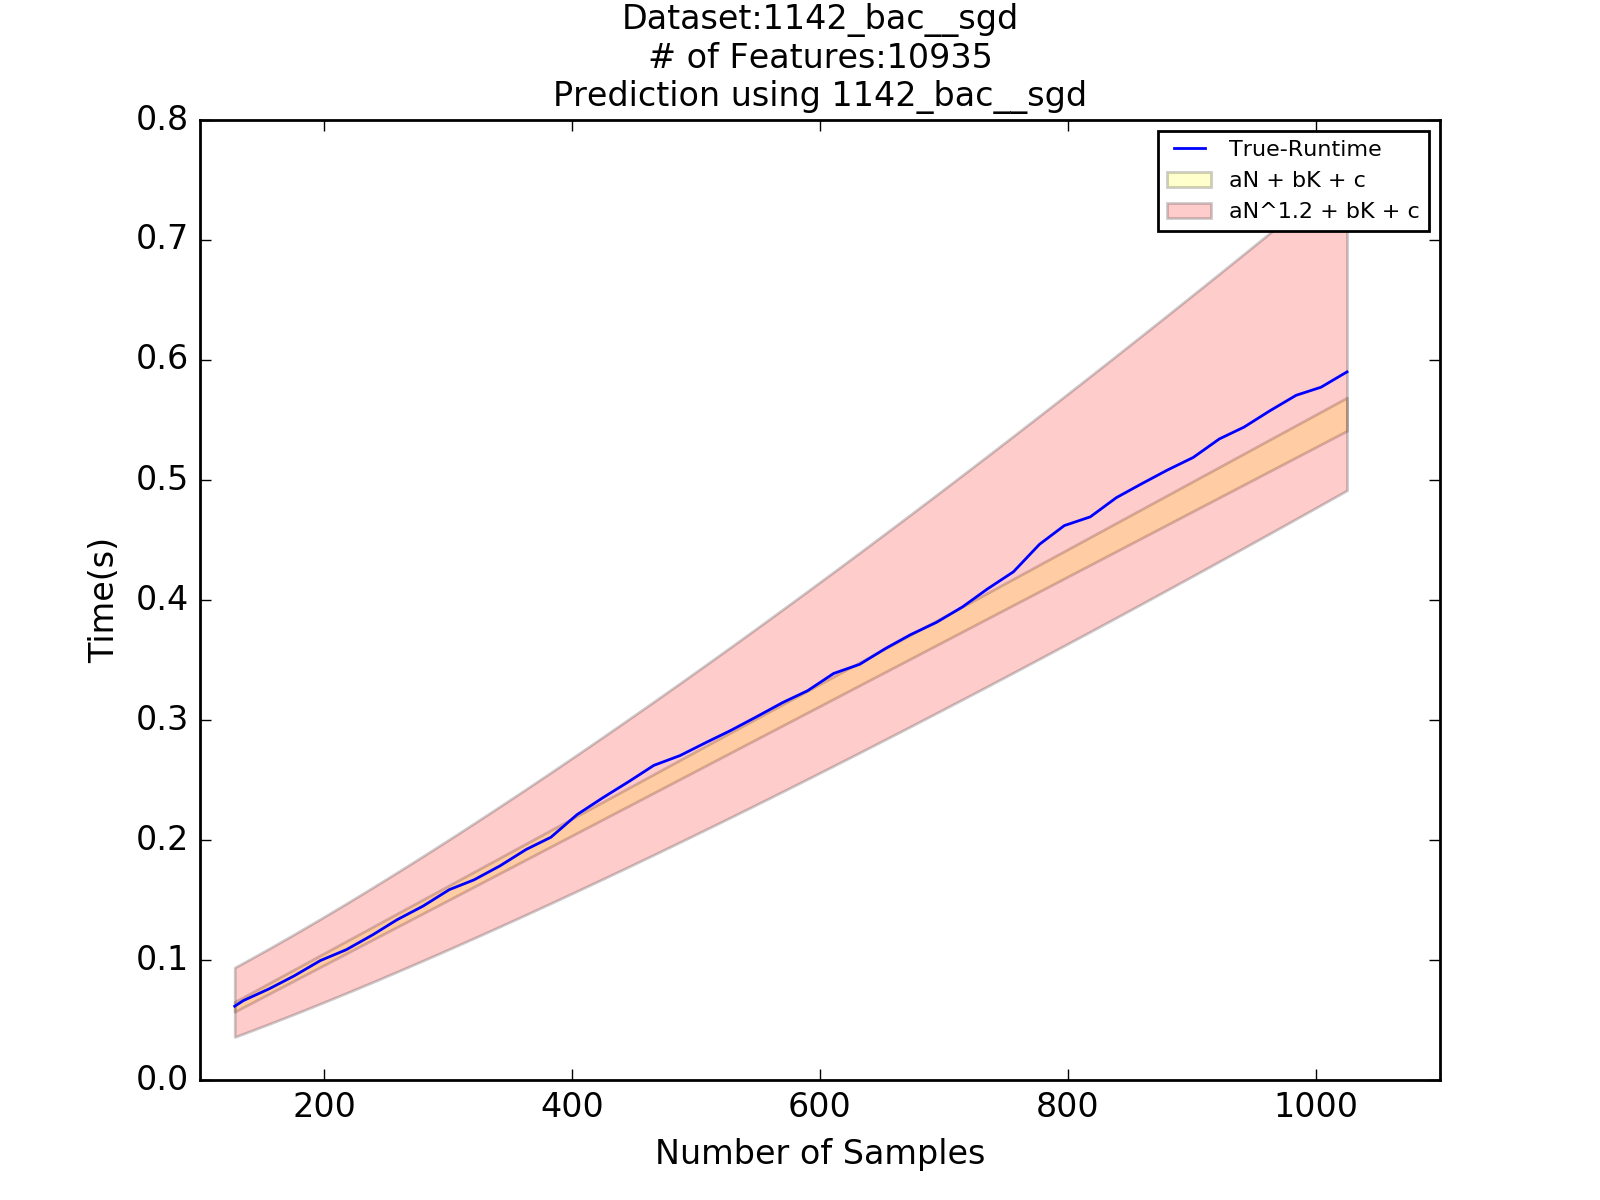 Dataset:1142_bac__sgd
# of Features:10935
Prediction using 1142_bac__sgd
True-Runtime
aN + bK + c
aN^1.2 + bK + c
0.8
0.7
0.6
0.5
0.4
0.3
0.2
0.1
0.0
Time(s)
200 400 600 800 1000
Number of Samples